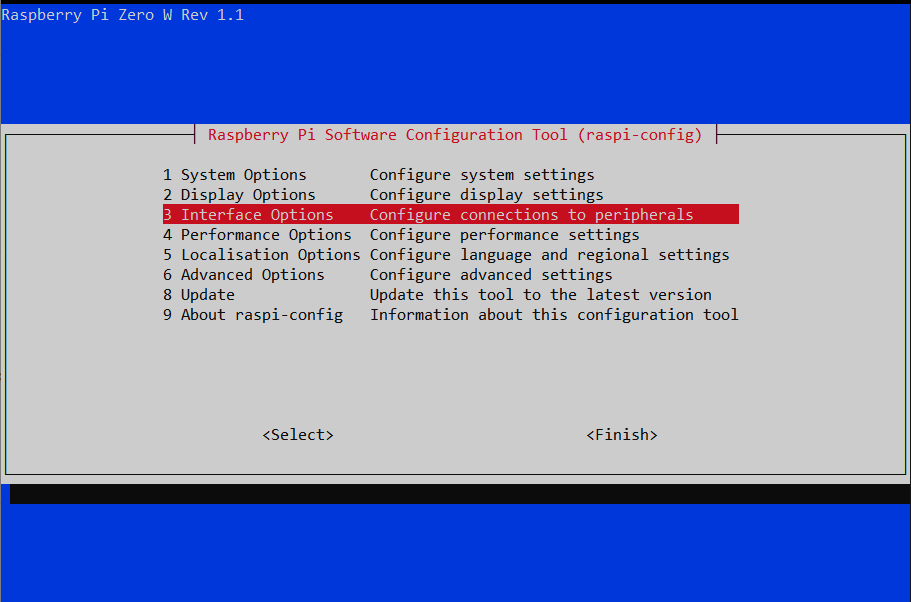 Raspberry Pi Zero W Rev 1.1
Raspberry Pi Software Configuration Tool (raspi-config)
1 System Options Configure system settings
2 Display Options Configure display settings
3 Interface Options Configure connections to peripherals
4 Performance Options Configure performance settings
5 Localisation Options Configure language and regional settings
6 Advanced Options Configure advanced settings
8 Update Update this tool to the latest version
9 About raspi-config Information about this configuration tool
<Select> <Finish>